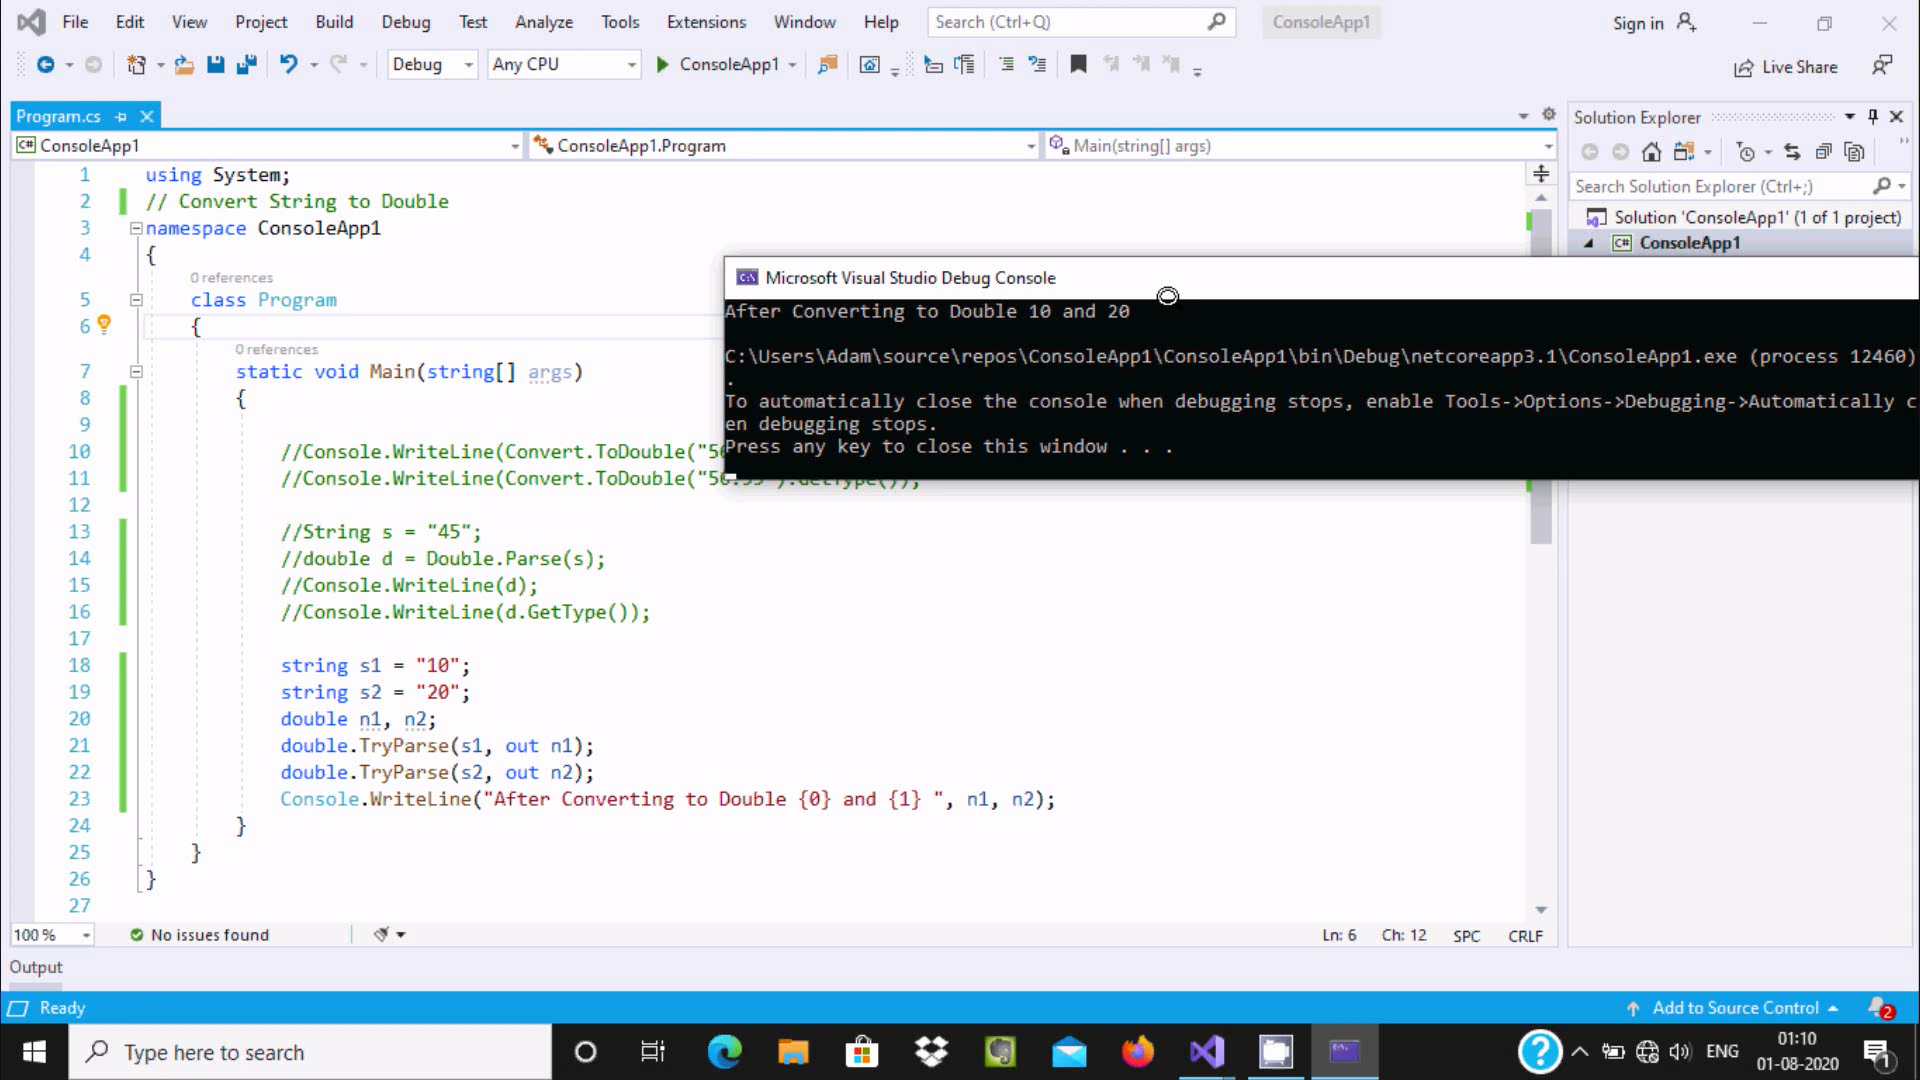 File Edit View Project Build Debug Test Analyze Tools Extensions Window Help Search (Ctrl+Q) ConsoleApp1 Sign in
Debug Any CPU ConsoleApp1 Live Share
Program.cs
ConsoleApp1 ConsoleApp1.Program Main(string[] args)
1 using System;
2 // Convert String to Double
3 namespace ConsoleApp1
4 {
0 references
5 class Program
6 {
0 references
7 static void Main(string[] args)
8 {
9
10 //Console.WriteLine(Convert.ToDouble("5
11 //Console.WriteLine(Convert.ToDouble("5
12
13 //String s = "45";
14 //double d = Double.Parse(s);
15 //Console.WriteLine(d);
16 //Console.WriteLine(d.GetType());
17
18 string s1 = "10";
19 string s2 = "20";
20 double n1, n2;
21 double.TryParse(s1, out n1);
22 double.TryParse(s2, out n2);
23 Console.WriteLine("After Converting to Double {0} and {1} ", n1, n2);
24 }
25 }
26 }
27
Microsoft Visual Studio Debug Console
After Converting to Double 10 and 20
C:\Users\Adam\source\repos\ConsoleApp1\ConsoleApp1\bin\Debug\netcoreapp3.1\ConsoleApp1.exe (process 12460)
.
To automatically close the console when debugging stops, enable Tools->Options->Debugging->Automatically c
en debugging stops.
Press any key to close this window . . .
Solution Explorer
Search Solution Explorer (Ctrl+;)
Solution 'ConsoleApp1' (1 of 1 project)
C# ConsoleApp1
100 % No issues found Ln: 6 Ch: 12 SPC CRLF
Output
Ready Add to Source Control 2
Type here to search ENG 01:10
01-08-2020 1